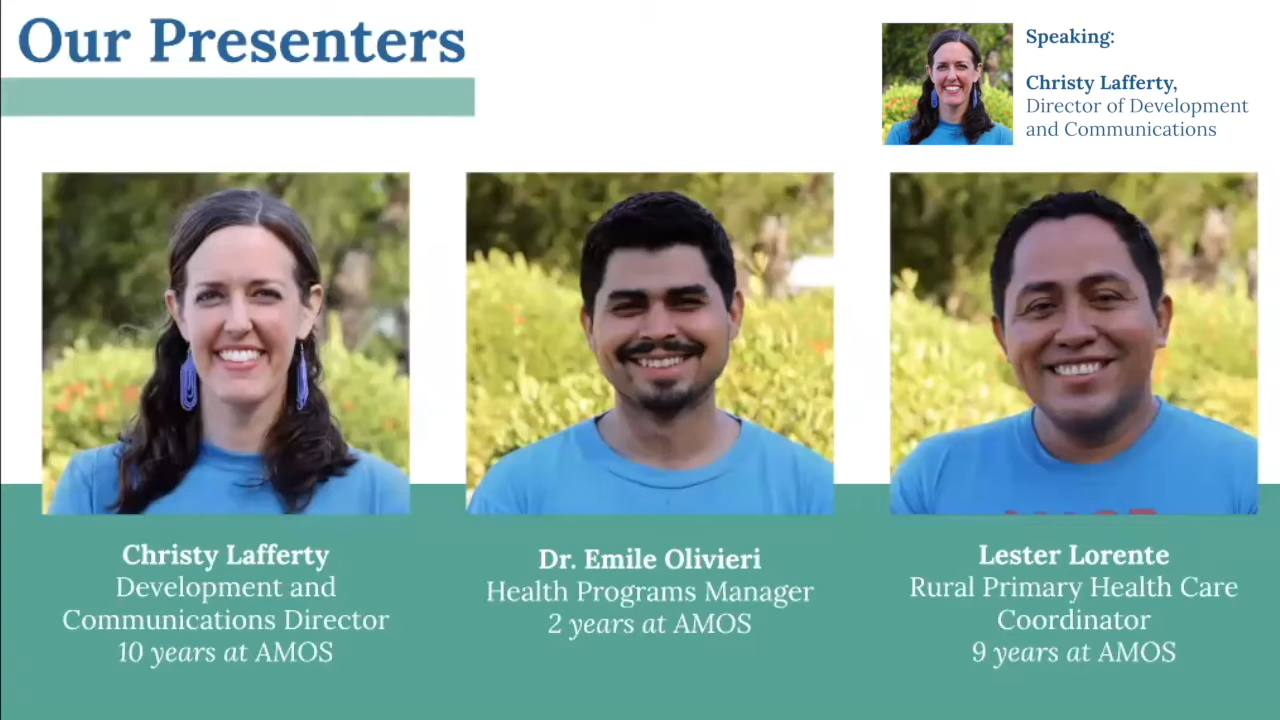 Our Presenters
Speaking:
Christy Lafferty,
Director of Development
and Communications
Christy Lafferty
Development and
Communications Director
10 years at AMOS
Dr. Emile Olivieri
Health Programs Manager
2 years at AMOS
Lester Lorente
Rural Primary Health Care
Coordinator
9 years at AMOS